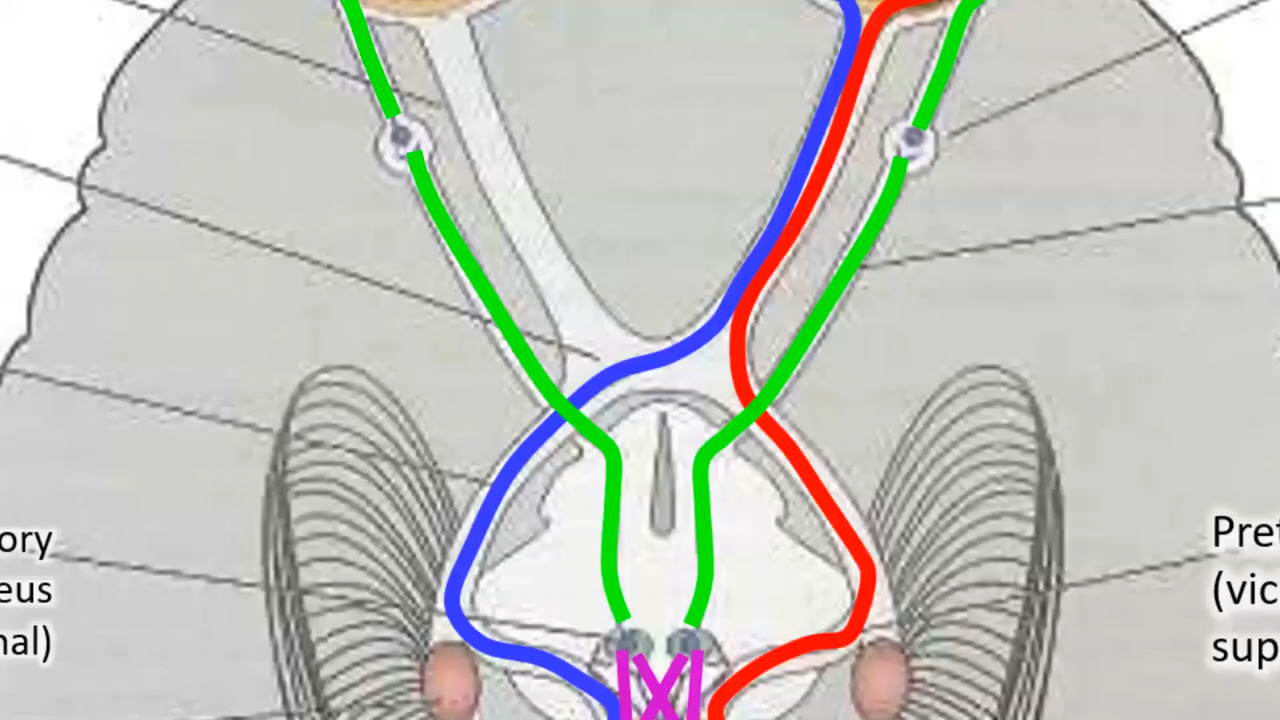 ory
eus
nal)
Pret
(vic
sup